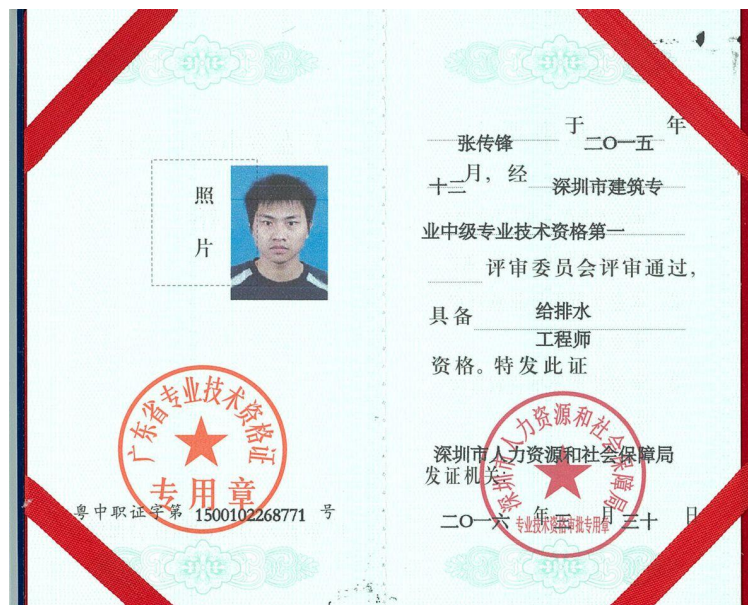 照
片
广东省专业技术资格证
专用章
粤中职证字第 1500102268771 号
张传锋 于 二〇一五 年
十二月，经 深圳市建筑专
业中级专业技术资格第一
评审委员会评审通过，
具备 给排水
工程师
资格。特发此证
深圳市人力资源和社会保障局
深圳市人力资源和社会保障局
发证机关：
专业技术资格审批专用章
二〇一六 年 三 月 三十 日